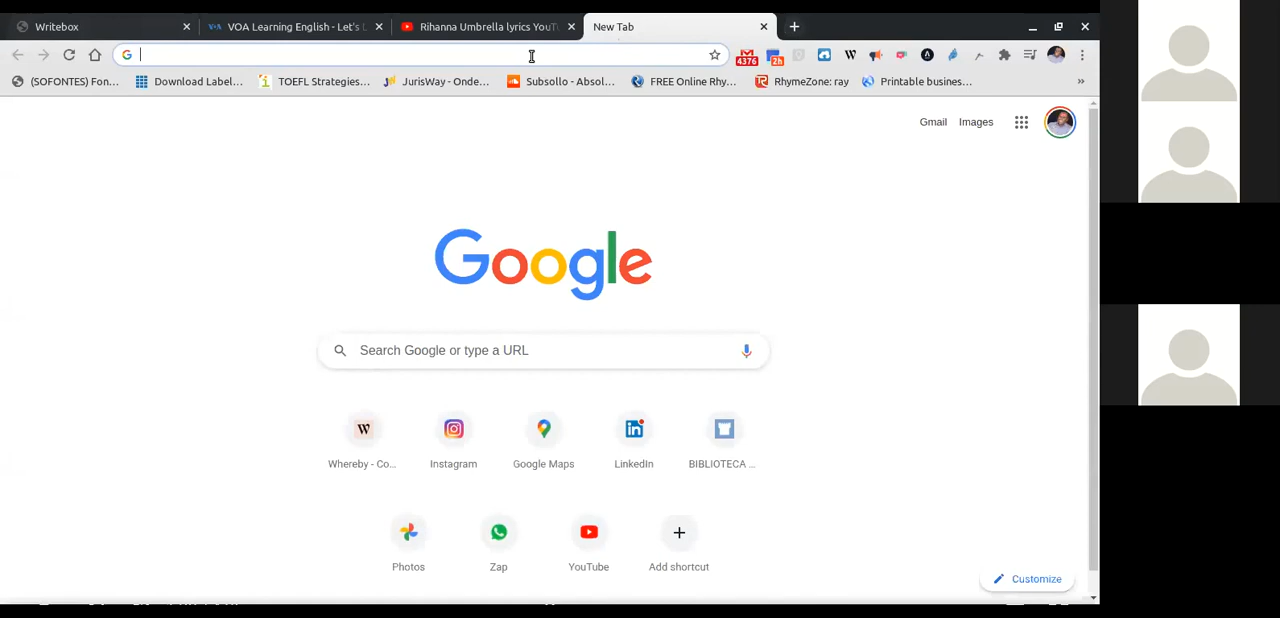 Writebox
VOA Learning English - Let's L
Rihanna Umbrella lyrics YouTu
New Tab
4376
2h
(SOFONTES) Fon...
Download Label...
TOEFL Strategies...
JurisWay - Onde...
Subsollo - Absol...
FREE Online Rhy...
RhymeZone: ray
Printable busines...
Gmail
Images
Google
Search Google or type a URL
Whereby - Co...
Instagram
Google Maps
LinkedIn
BIBLIOTECA ...
Photos
Zap
YouTube
Add shortcut
Customize